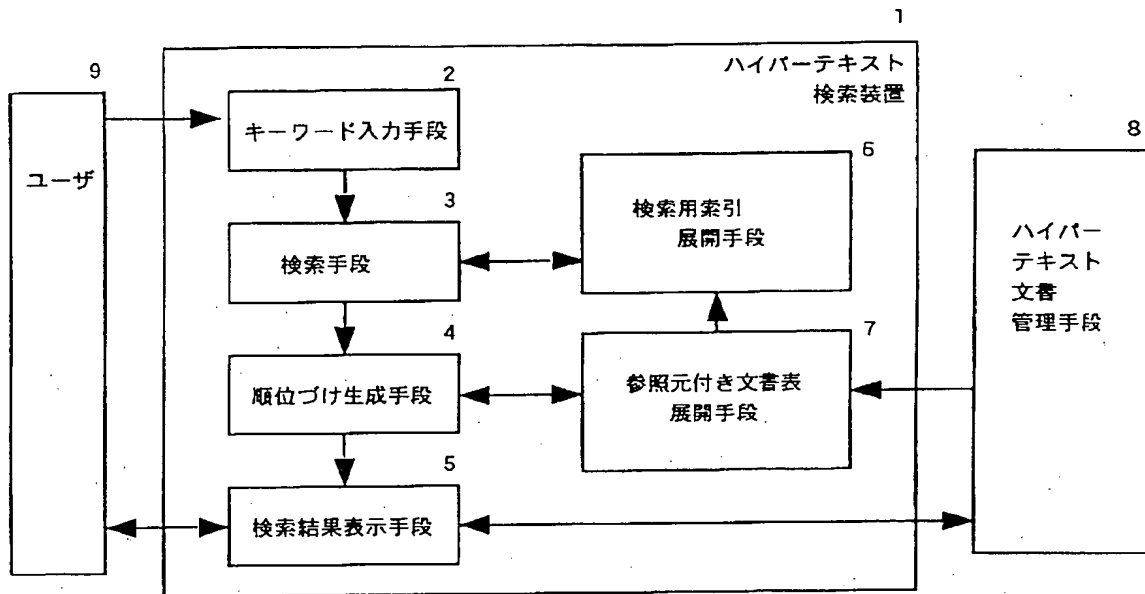 1
ハイパーテキスト
検索装置
9
ユーザ
2
キーワード入力手段
3
検索手段
4
順位づけ生成手段
5
検索結果表示手段
6
検索用索引
展開手段
7
参照元付き文書表
展開手段
8
ハイパー
テキスト
文書
管理手段